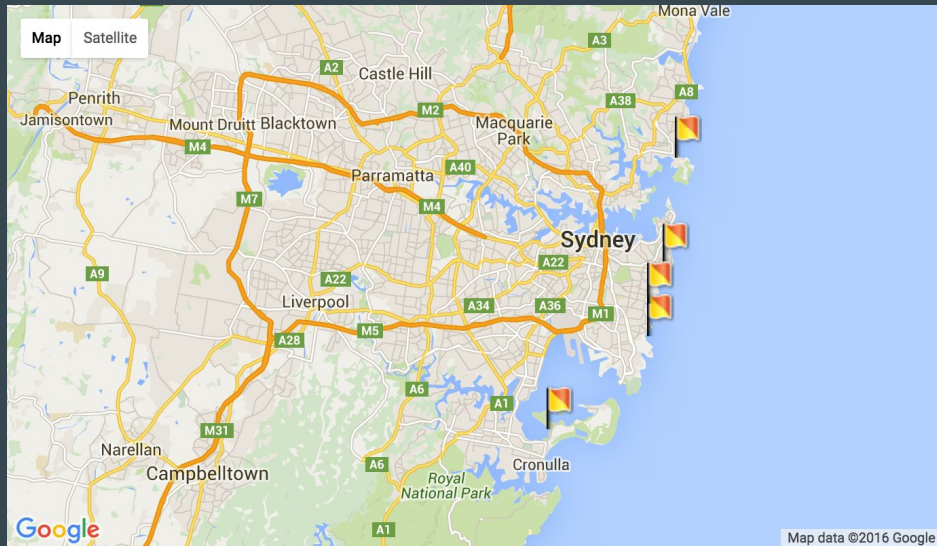 Mona Vale
Map Satellite
A3
A2
Castle Hill
A8
Penrith
A38
M2
Jamisontown
Mount Druitt Blacktown
Macquarie
Park
M4
A40
Parramatta
M7
M4
Sydney
A22
A9
A22
Liverpool
A34
A36
M1
M5
A28
A6
A1
M31
Narellan
A6
Cronulla
Campbelltown
Royal
National Park
Google
A1
Map data ©2016 Google